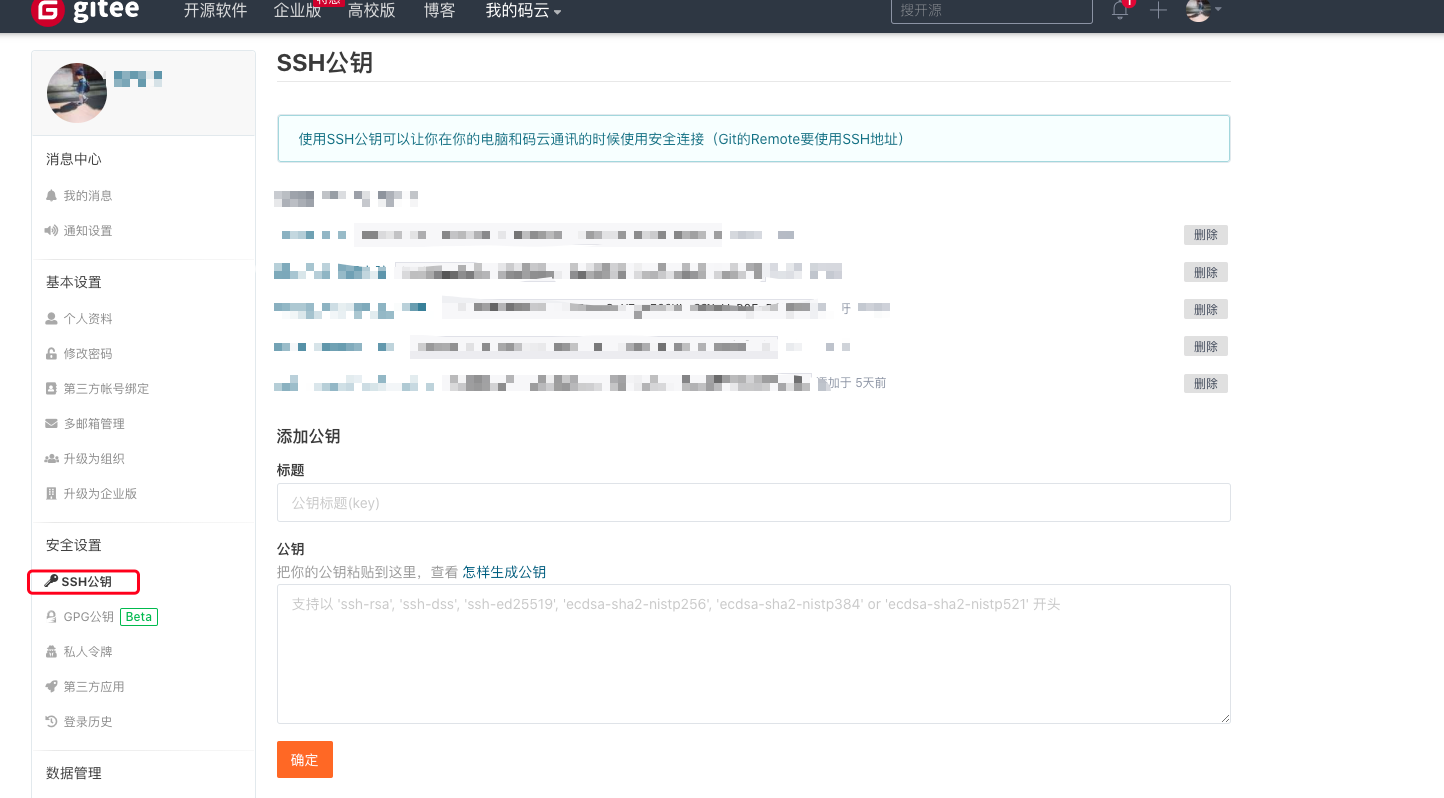 gitee
开源软件 企业版 特惠 高校版 博客 我的码云
搜开源
1
SSH公钥
使用SSH公钥可以让你在你的电脑和码云通讯的时候使用安全连接（Git的Remote要使用SSH地址）
消息中心
我的消息
通知设置
基本设置
个人资料
修改密码
第三方帐号绑定
多邮箱管理
升级为组织
升级为企业版
安全设置
SSH公钥
GPG公钥 Beta
私人令牌
第三方应用
登录历史
数据管理
删除
删除
删除
删除
添加于 5天前 删除
添加公钥
标题
公钥标题(key)
公钥
把你的公钥粘贴到这里，查看 怎样生成公钥
支持以 'ssh-rsa', 'ssh-dss', 'ssh-ed25519', 'ecdsa-sha2-nistp256', 'ecdsa-sha2-nistp384' or 'ecdsa-sha2-nistp521' 开头
确定